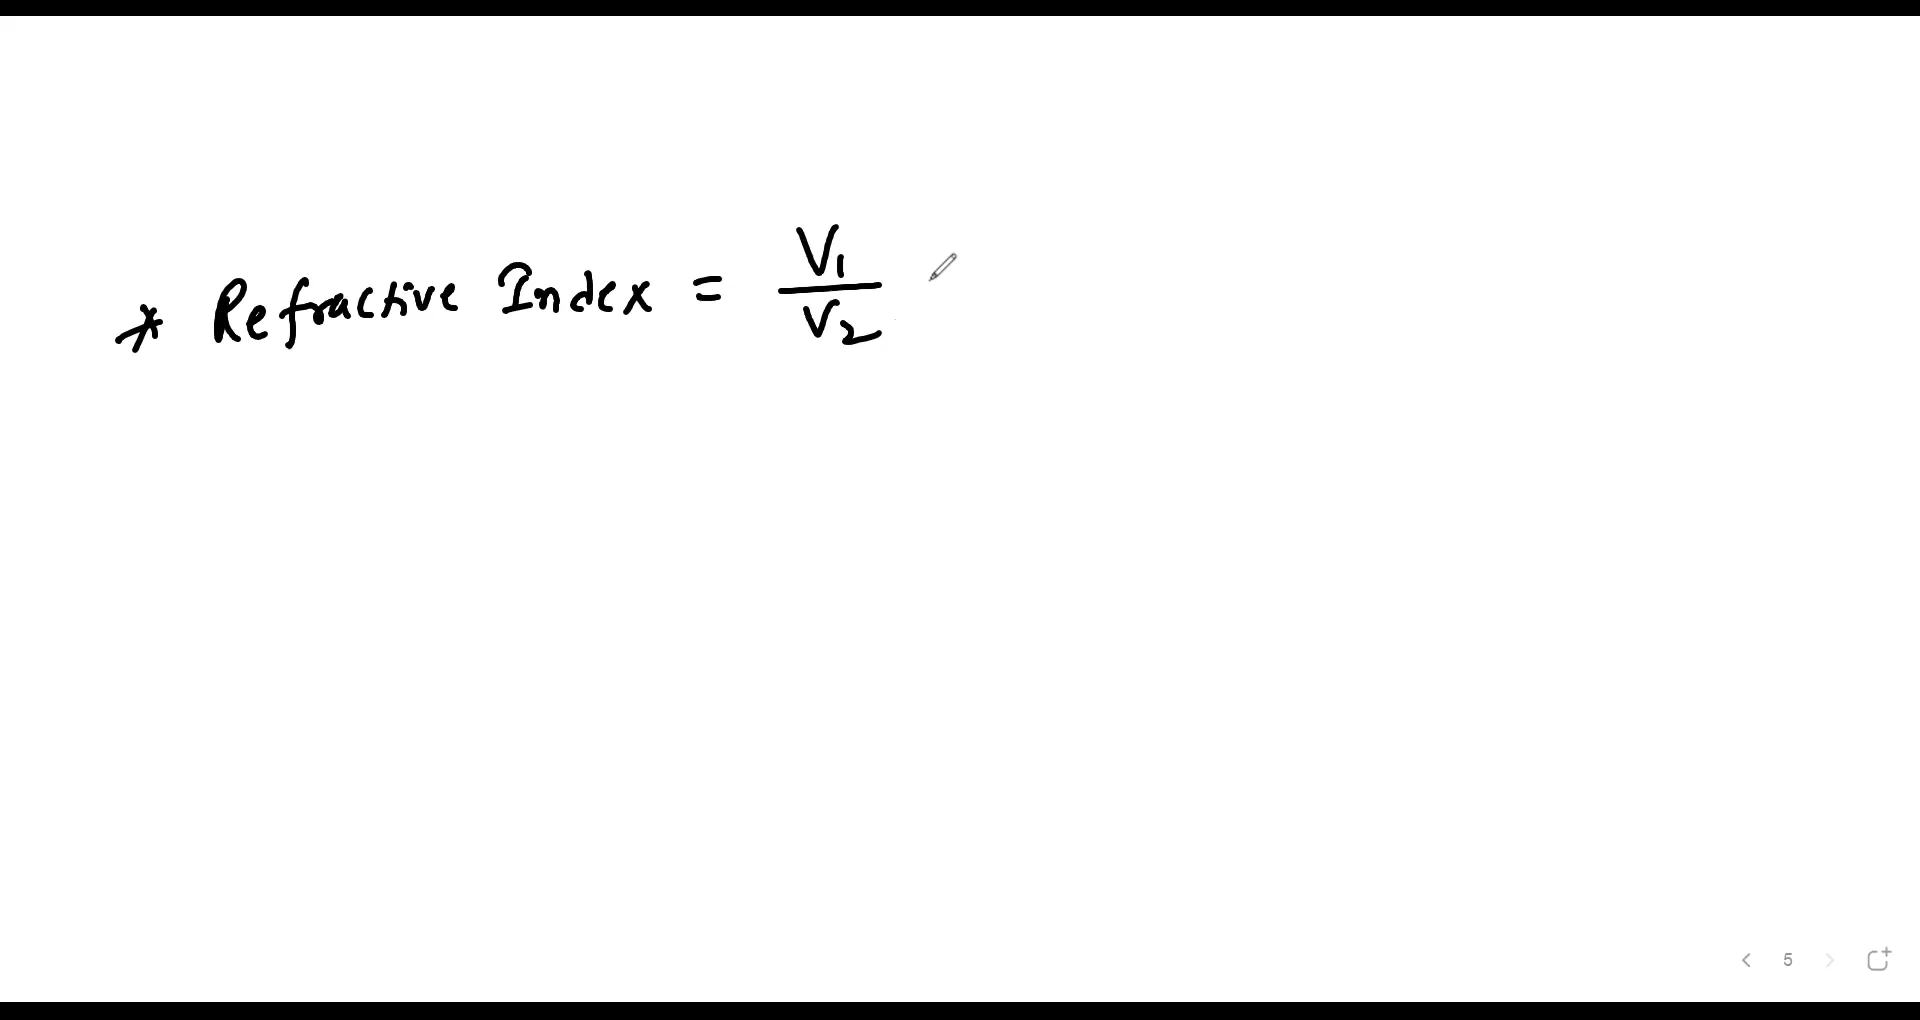 * Refractive Index = V₁/V₂
5